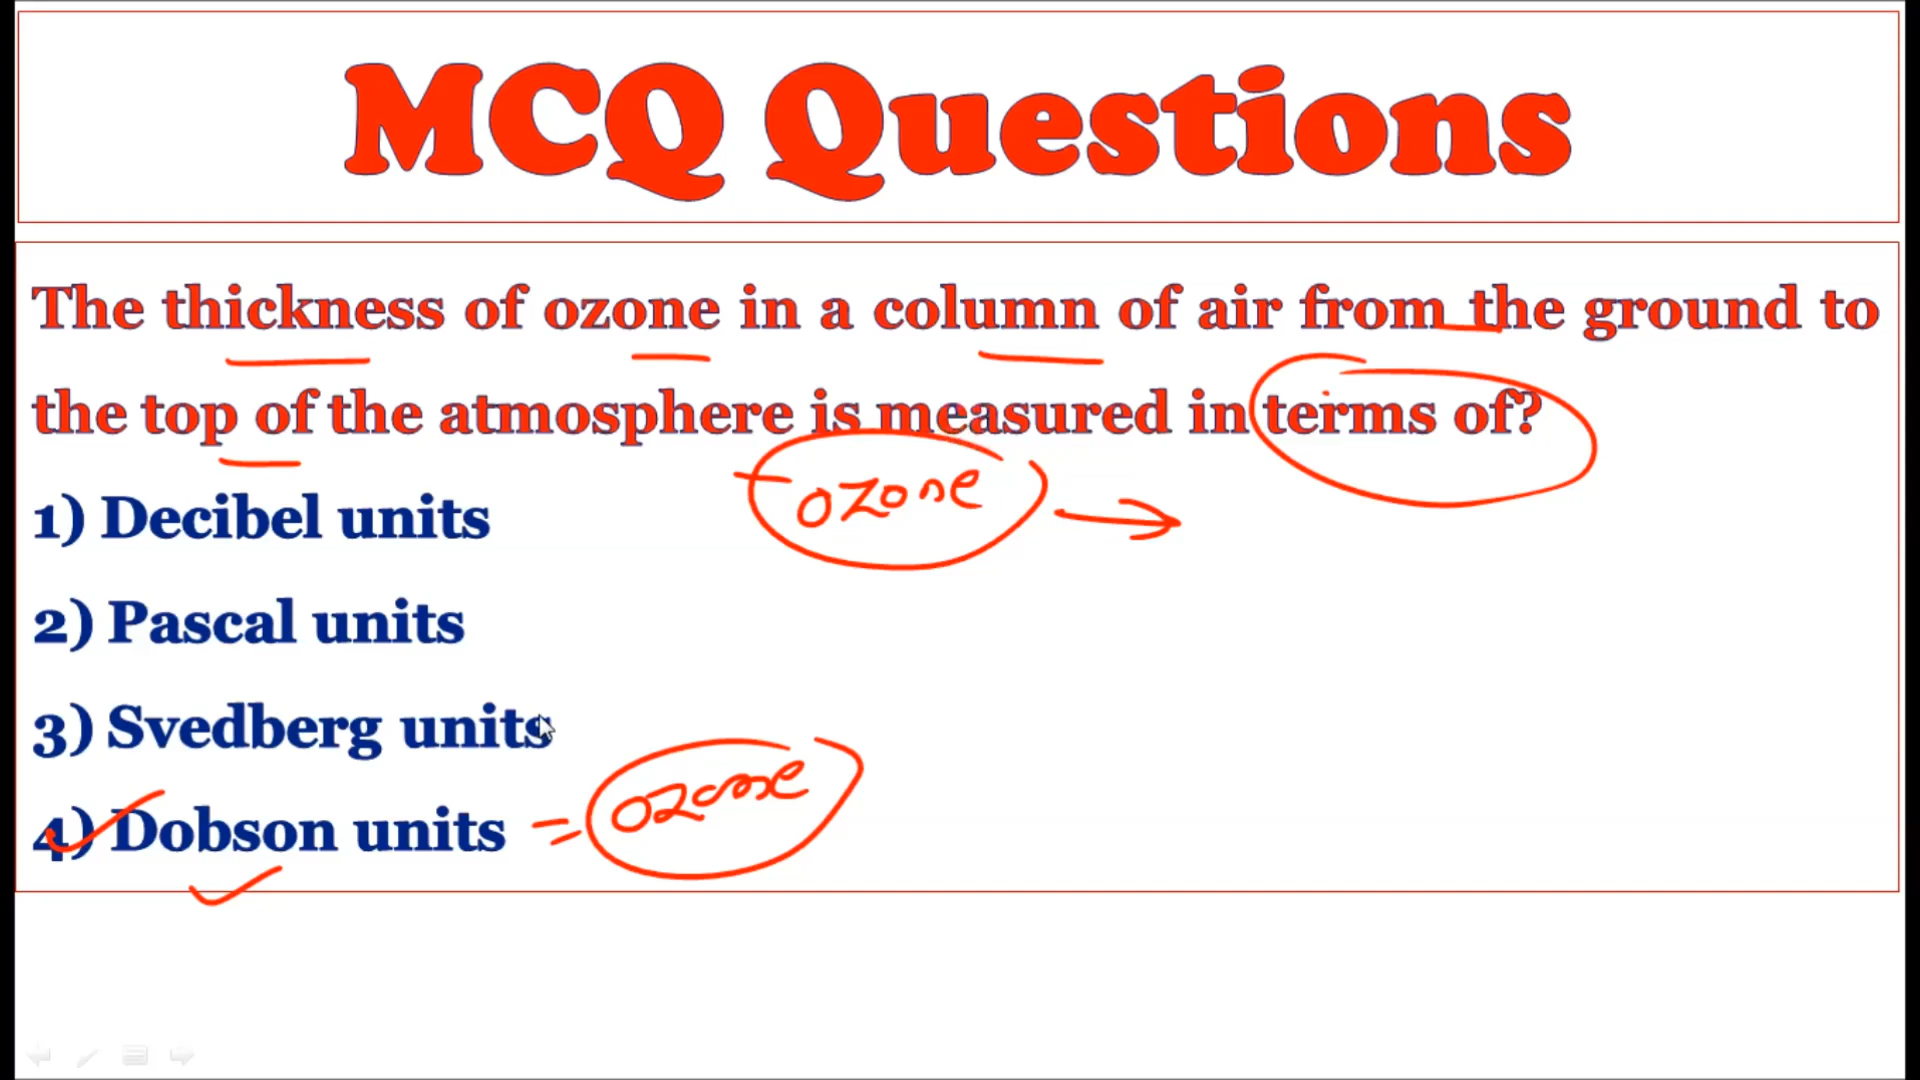 MCQ Questions
The thickness of ozone in a column of air from the ground to
the top of the atmosphere is measured in terms of?
ozone
1) Decibel units
2) Pascal units
3) Svedberg units
4) Dobson units = ozone